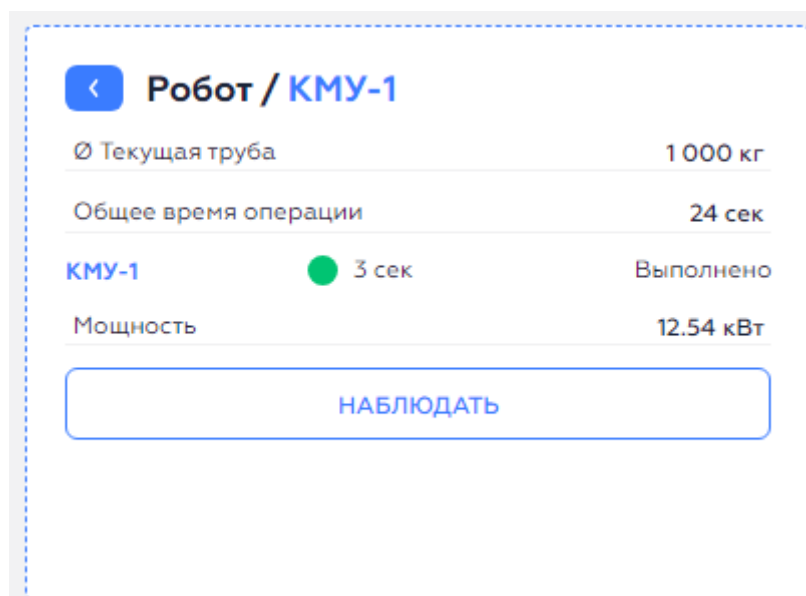 Робот / КМУ-1
Ø Текущая труба 1 000 кг
Общее время операции 24 сек
КМУ-1 3 сек Выполнено
Мощность 12.54 кВт
НАБЛЮДАТЬ